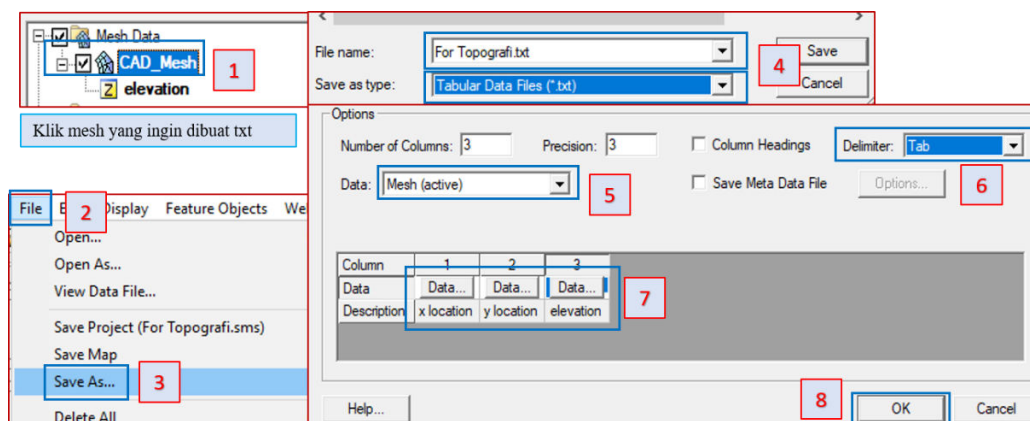 Mesh Data
CAD_Mesh
1
Z elevation
Klik mesh yang ingin dibuat txt
File name: For Topografi.txt
Save
4
Save as type: Tabular Data Files (*.txt)
Cancel
Options
Number of Columns: 3 Precision: 3 Column Headings Delimiter: Tab
Data: Mesh (active) Save Meta Data File Options...
5
6
Column 1 2 3
Data Data... Data... Data...
Description x location y location elevation
7
Help...
8
OK Cancel
File 2 Display Feature Objects
Open...
Open As...
View Data File...
Save Project (For Topografi.sms)
Save Map
Save As... 3
Delete All